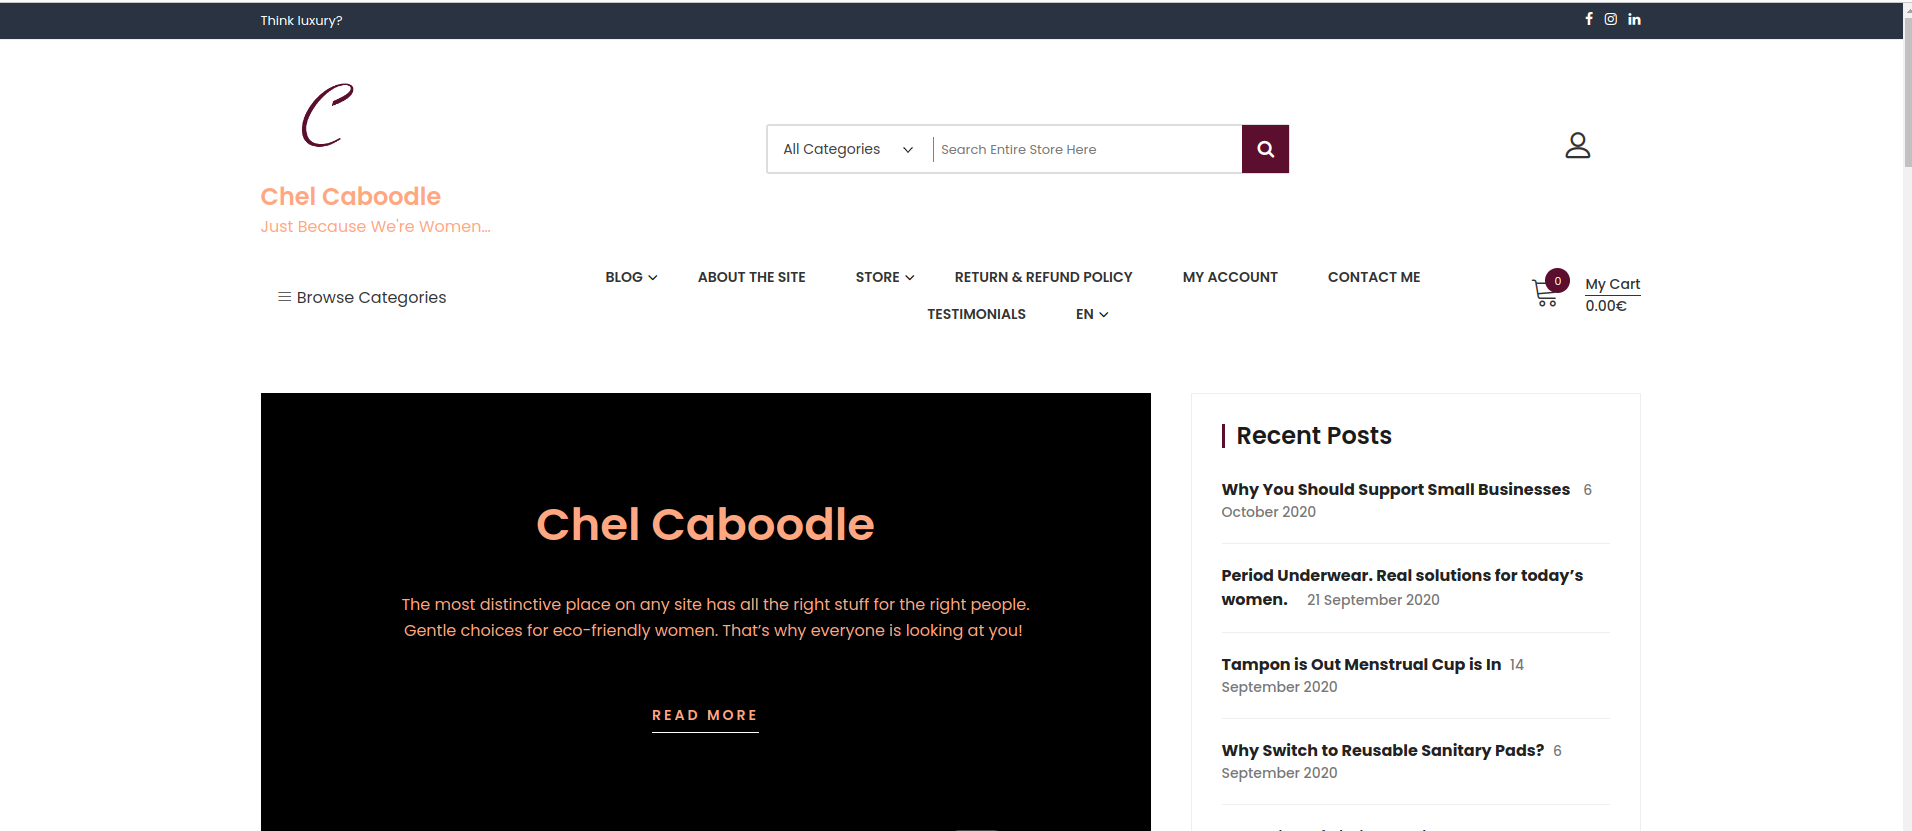 Think luxury?
C
All Categories
Search Entire Store Here
Chel Caboodle
Just Because We're Women...
Browse Categories
BLOG
ABOUT THE SITE
STORE
RETURN & REFUND POLICY
MY ACCOUNT
CONTACT ME
TESTIMONIALS
EN
0
My Cart
0.00€
Chel Caboodle
The most distinctive place on any site has all the right stuff for the right people.
Gentle choices for eco-friendly women. That’s why everyone is looking at you!
READ MORE
Recent Posts
Why You Should Support Small Businesses 6
October 2020
Period Underwear. Real solutions for today’s
women. 21 September 2020
Tampon is Out Menstrual Cup is In 14
September 2020
Why Switch to Reusable Sanitary Pads? 6
September 2020